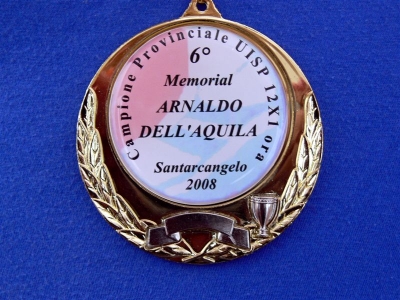 Campione Provinciale UISP 12X1 ora
6°
Memorial
ARNALDO
DELL'AQUILA
Santarcangelo
2008